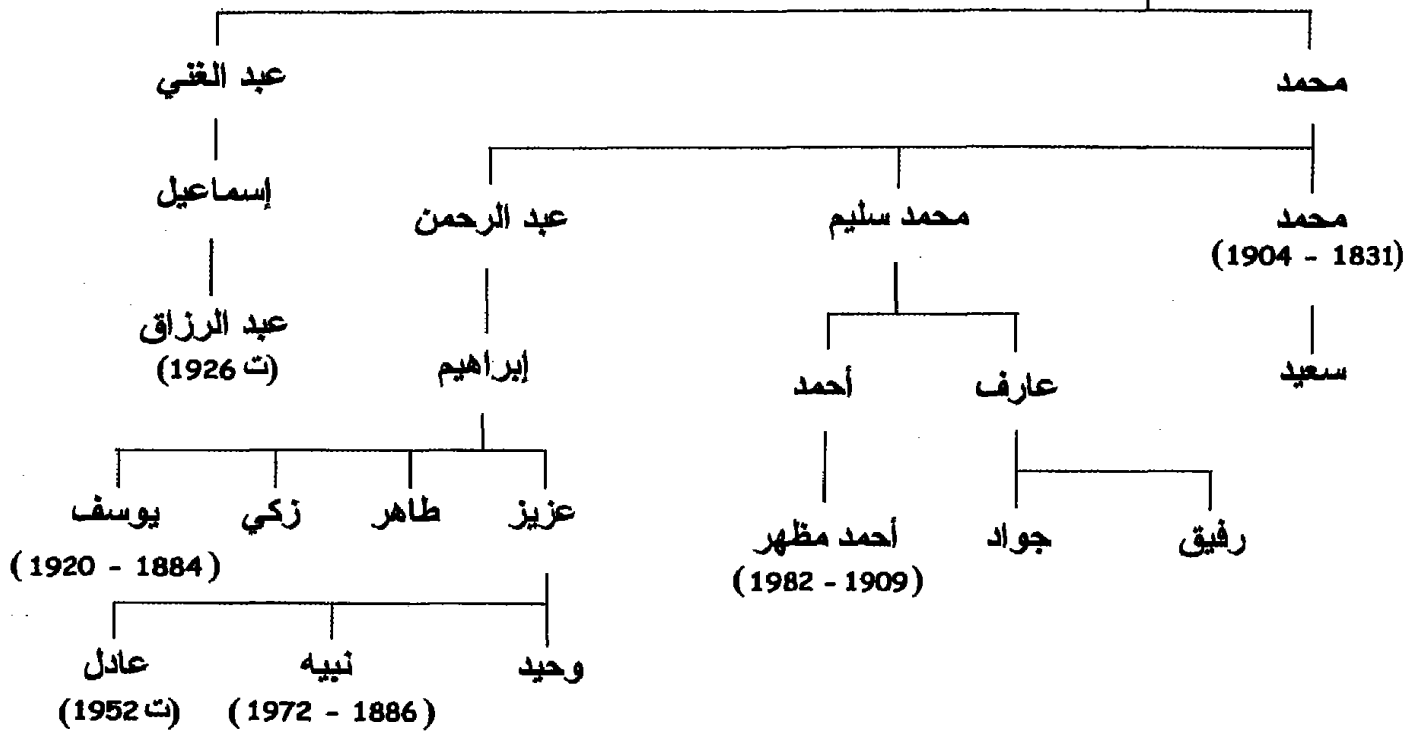 محمد
عبد الغني
محمد
محمد سليم
عبد الرحمن
إسماعيل
(1904 - 1831)
سعيد
عارف
أحمد
إبراهيم
عبد الرزاق
(ت 1926)
رفيق
جواد
أحمد مظهر
(1982 - 1909)
عزيز
طاهر
زكي
يوسف
(1920 - 1884)
وحيد
نبيه
عادل
(1972 - 1886)
(ت 1952)